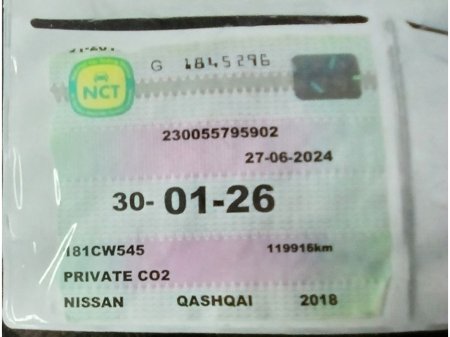 G 1845296
NCT
230055795902
27-06-2024
30-01-26
181CW545 119916km
PRIVATE CO2
NISSAN QASHQAI 2018